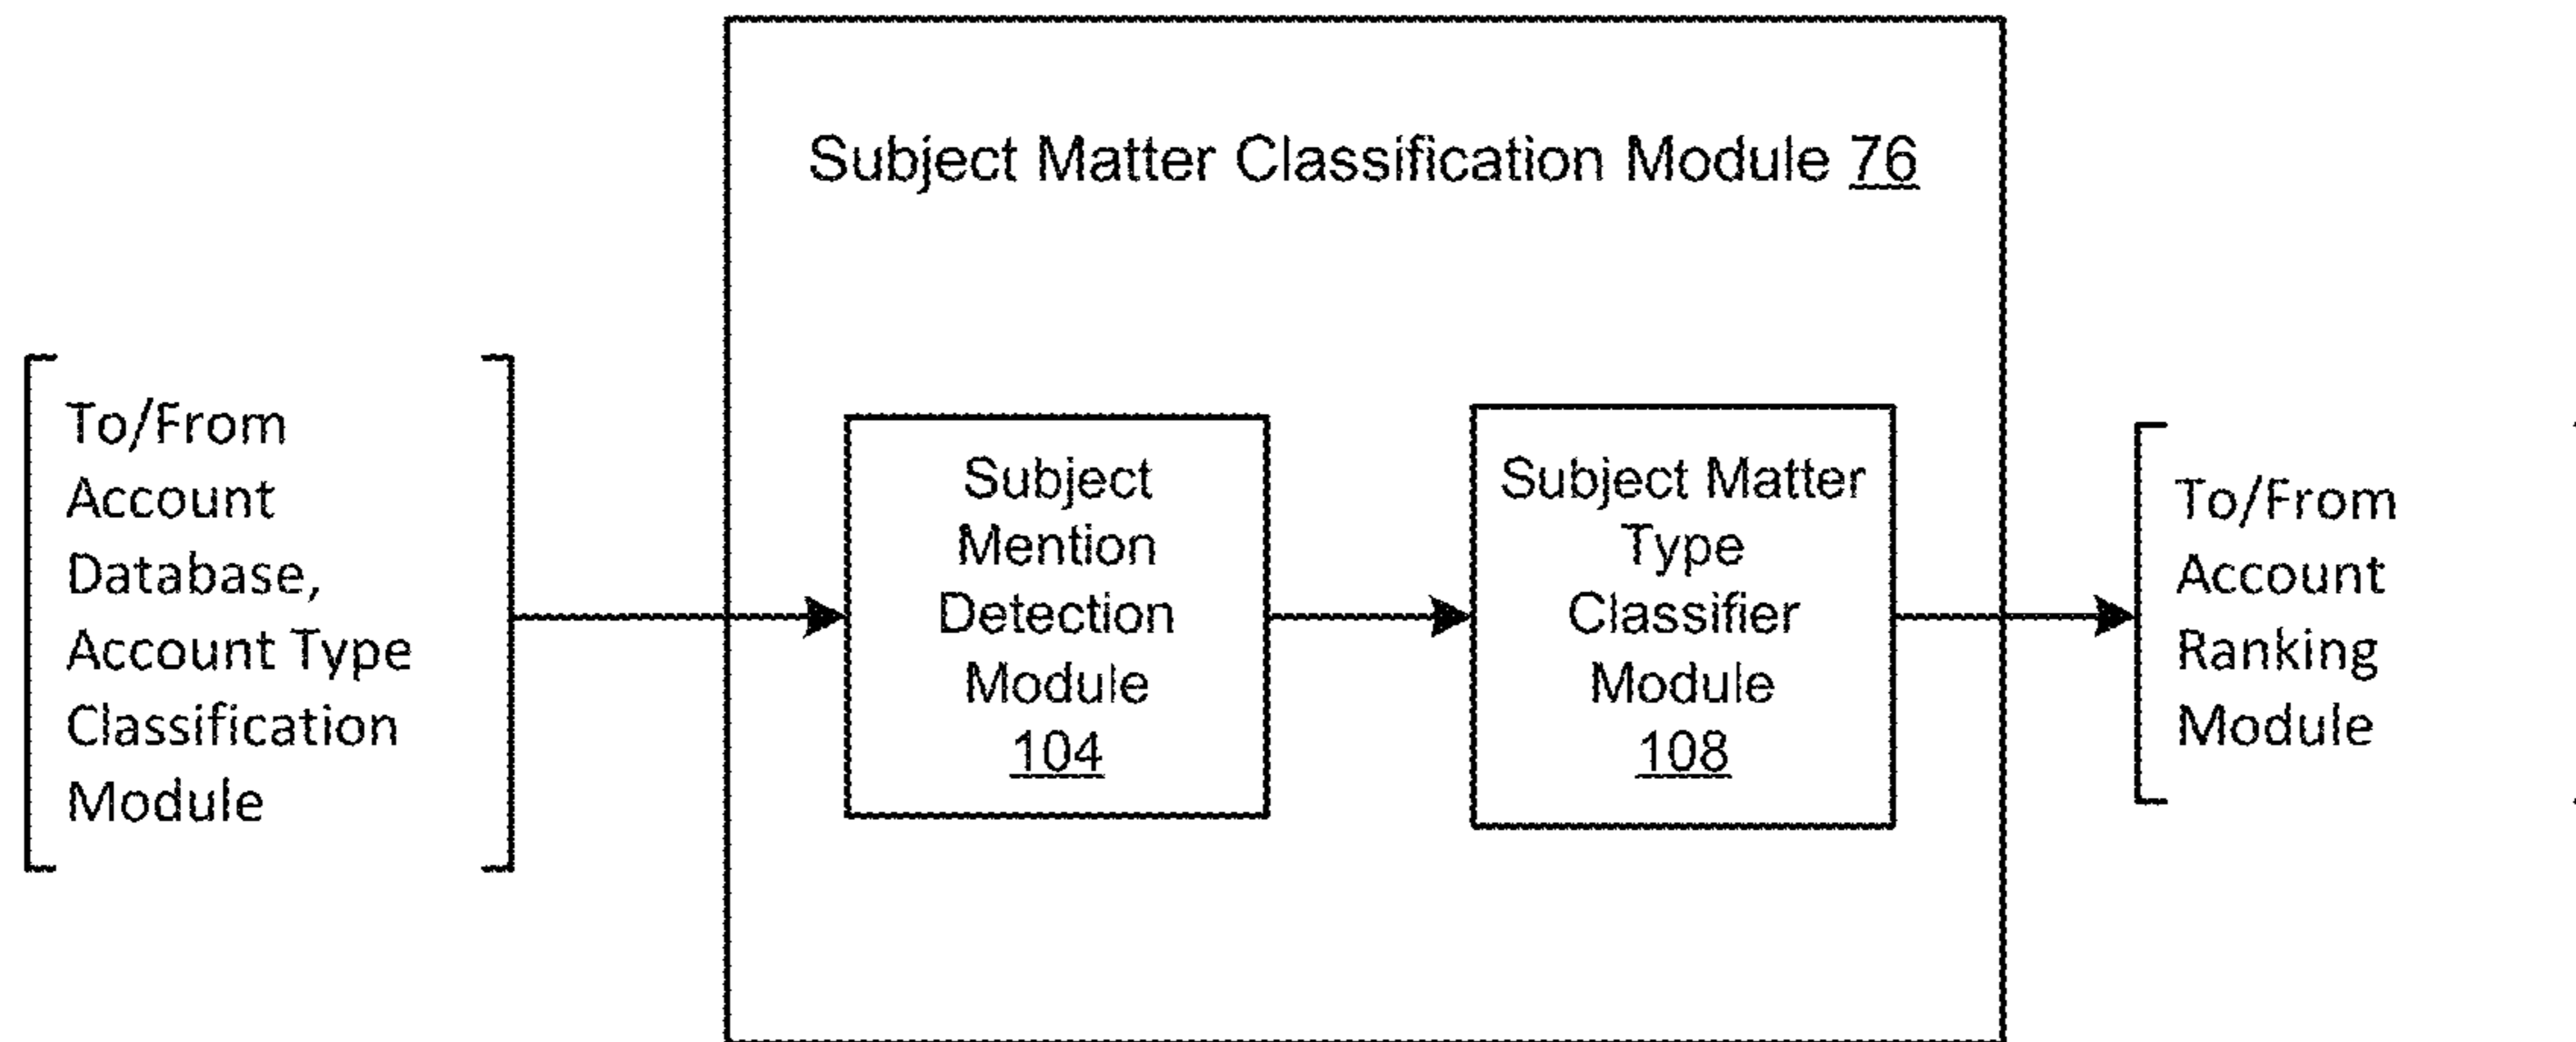 Subject Matter Classification Module 76
To/From
Account
Database,
Account Type
Classification
Module
Subject
Mention
Detection
Module
104
Subject Matter
Type
Classifier
Module
108
To/From
Account
Ranking
Module